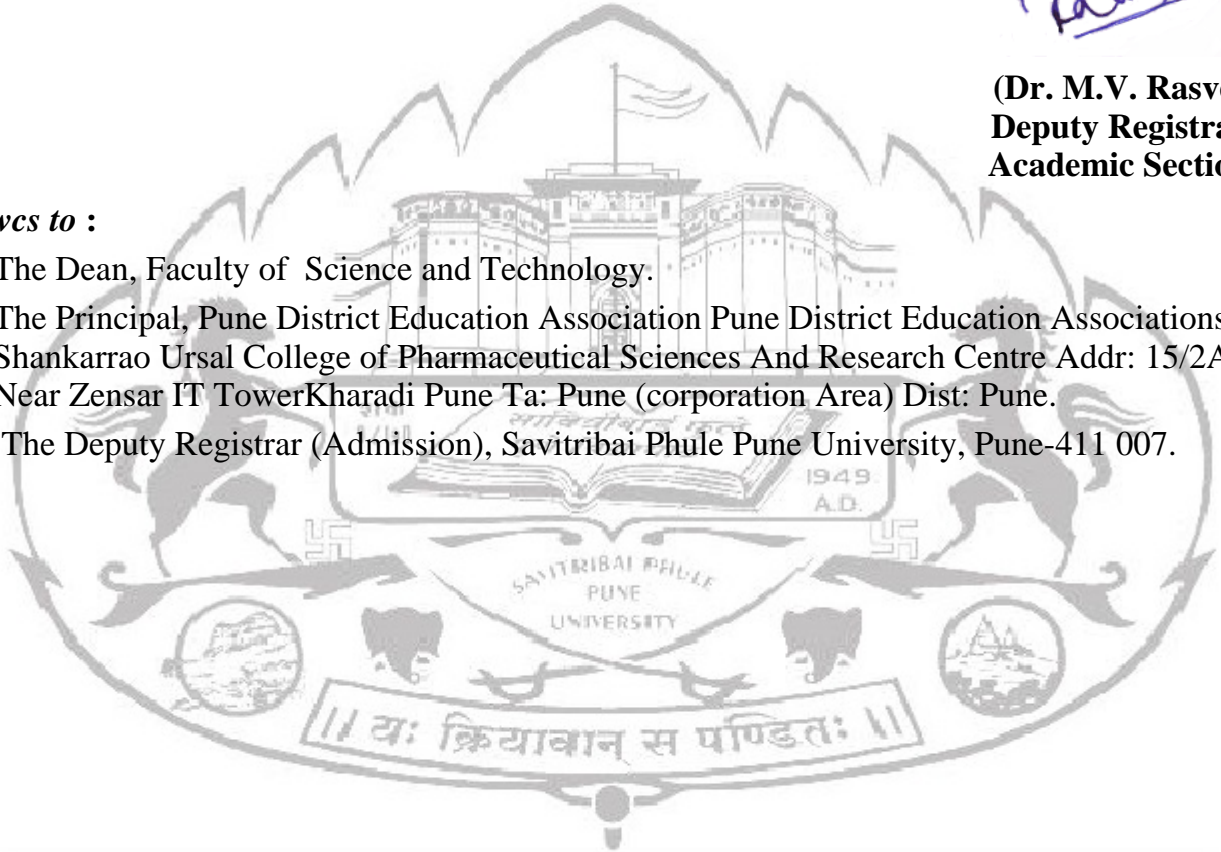 (Dr. M.V. Rasve
Deputy Registra
Academic Sectio
wcs to :
The Dean, Faculty of Science and Technology.
The Principal, Pune District Education Association Pune District Education Associations
Shankarrao Ursal College of Pharmaceutical Sciences And Research Centre Addr: 15/2A
Near Zensar IT TowerKharadi Pune Ta: Pune (corporation Area) Dist: Pune.
The Deputy Registrar (Admission), Savitribai Phule Pune University, Pune-411 007.
1949
A.D.
SAVITRIBAI PHULE
PUNE
UNIVERSITY
॥ यः क्रियावान् स पण्डितः ॥